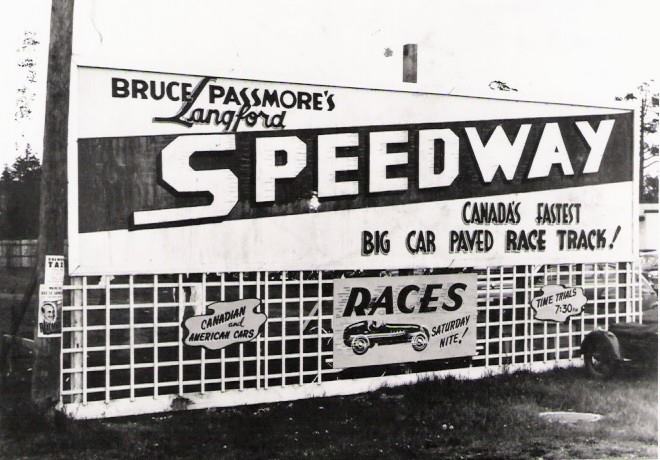 BRUCE PASSMORE'S
Langford
SPEEDWAY
CANADA'S FASTEST
BIG CAR PAVED RACE TRACK!
CANADIAN
and
AMERICAN CARS
RACES
SATURDAY
NITE!
TIME TRIALS
7:30